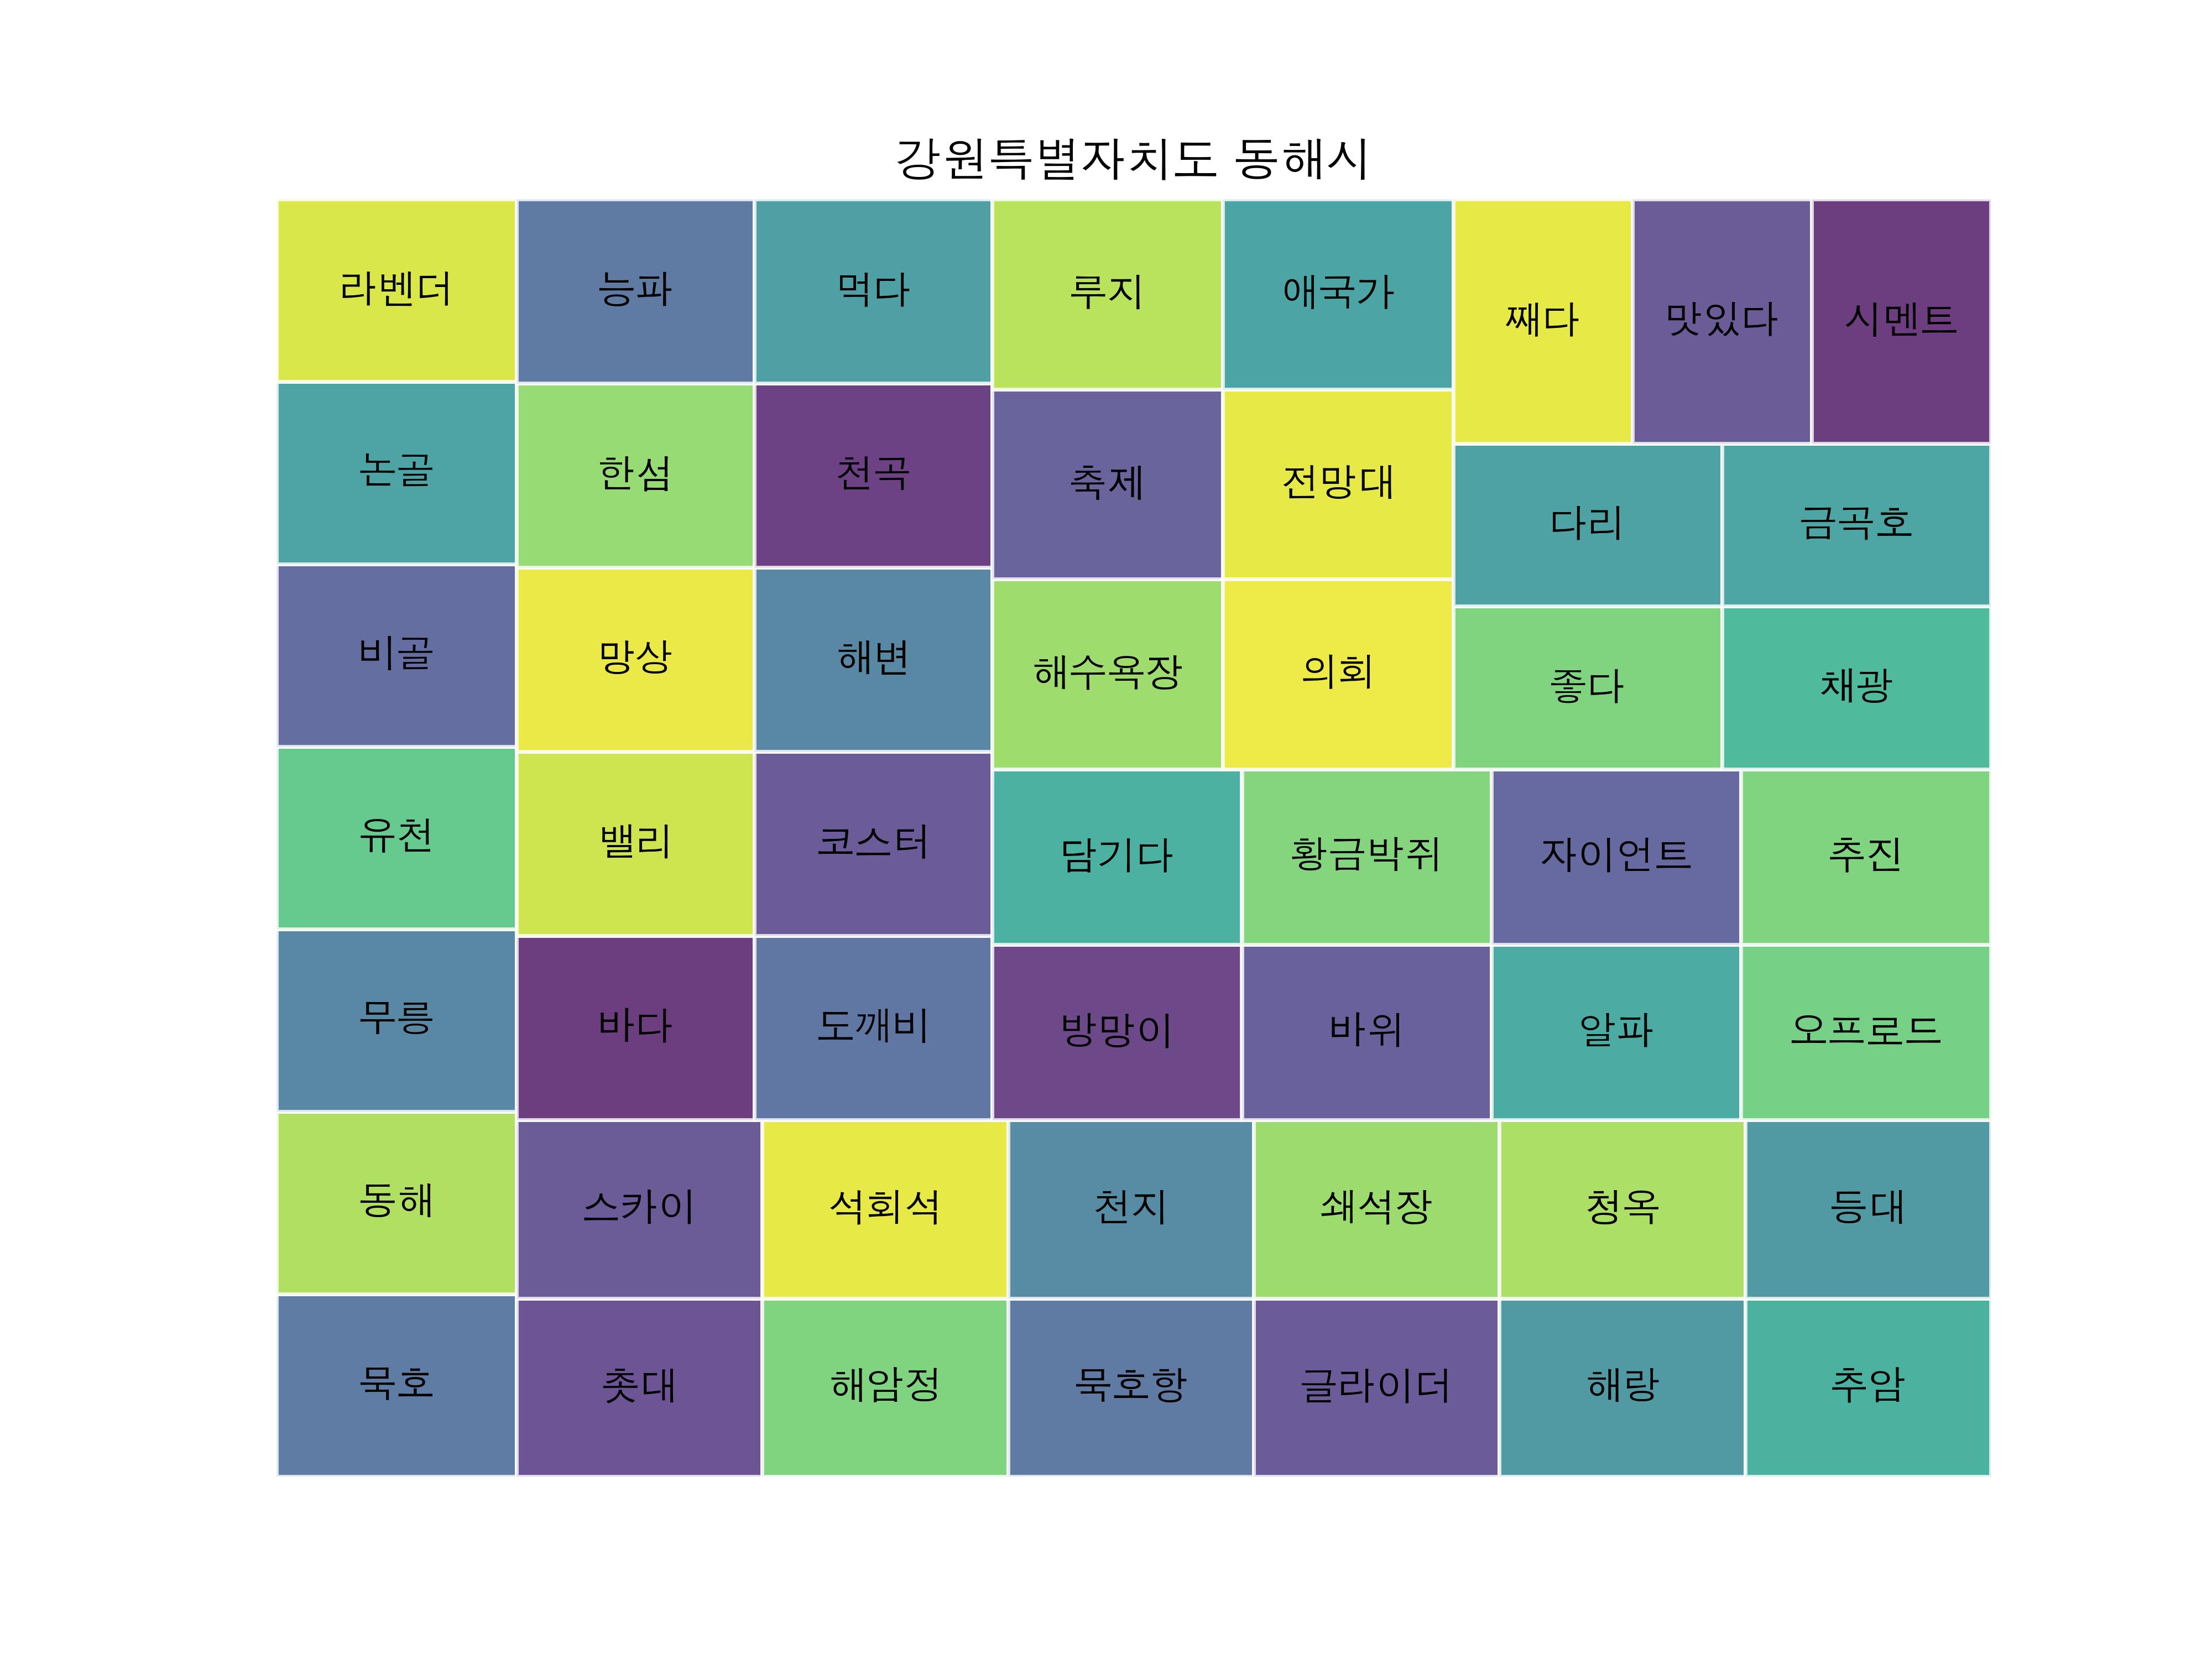 강원특별자치도 동해시
라벤더 능파 먹다 루지 애국가 째다 맛있다 시멘트
논골 한섬 천곡 축제 전망대 다리 금곡호
비골 망상 해변 해수욕장 의회 좋다 채광
유천 밸리 코스터 담기다 황금박쥐 자이언트 추진
무릉 바다 도깨비 방망이 바위 알파 오프로드
동해 스카이 석회석 천지 쇄석장 청옥 등대
묵호 촛대 해암정 묵호항 글라이더 해랑 추암